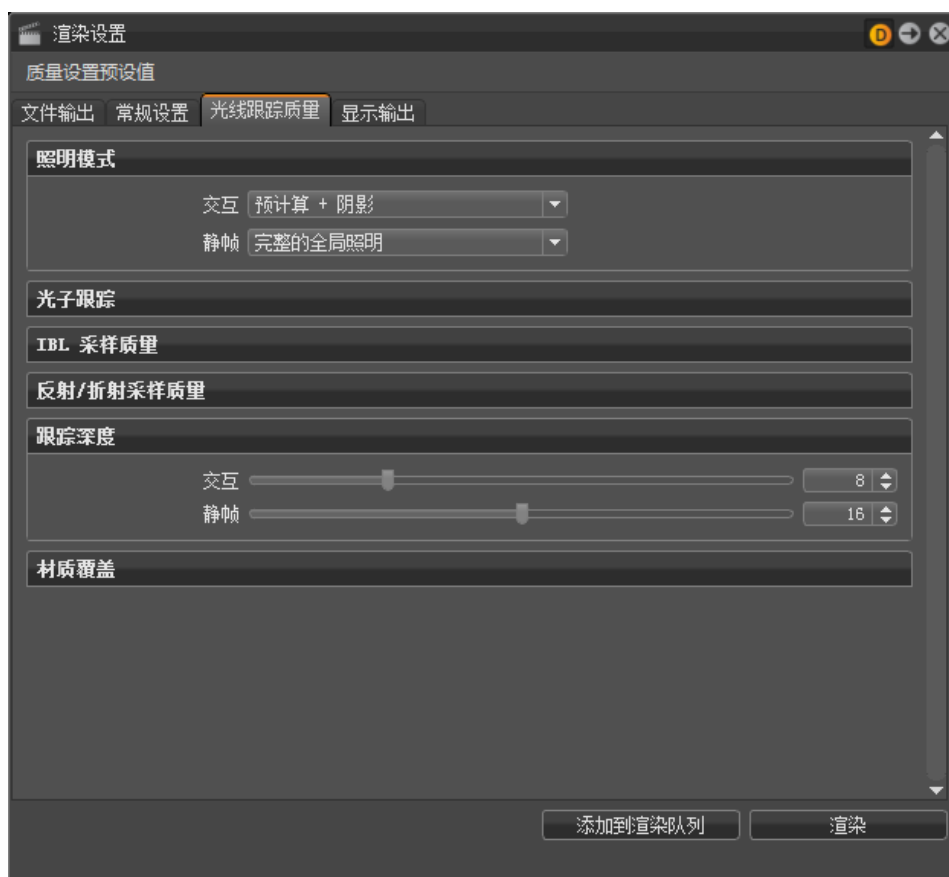 渲染设置
D
质量设置预设值
文件输出 常规设置 光线跟踪质量 显示输出
照明模式
交互 预计算 + 阴影
静帧 完整的全局照明
光子跟踪
IBL 采样质量
反射/折射采样质量
跟踪深度
交互 8
静帧 16
材质覆盖
添加到渲染队列 渲染